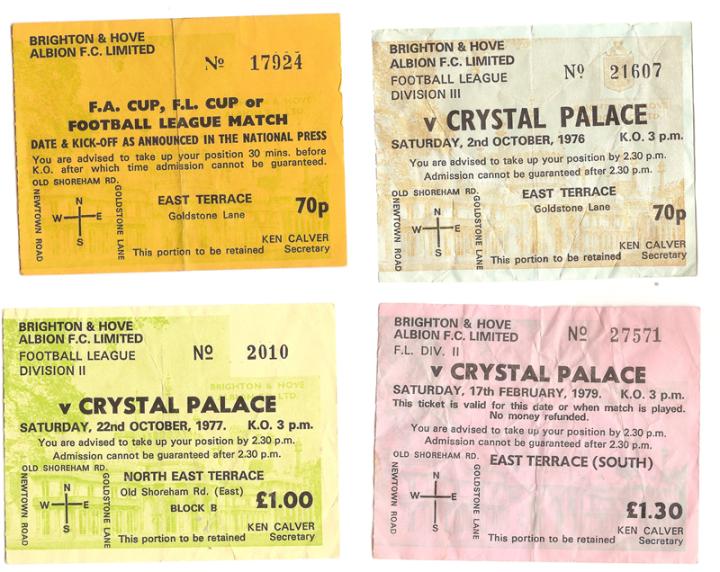 BRIGHTON & HOVE
ALBION F.C. LIMITED
Nº 17924
F.A. CUP, F.L. CUP or
FOOTBALL LEAGUE MATCH
DATE & KICK-OFF AS ANNOUNCED IN THE NATIONAL PRESS
You are advised to take up your position 30 mins. before
K.O. after which time admission cannot be guaranteed.
OLD SHOREHAM RD.
NEWTOWN ROAD
N
W E
S
GOLDSTONE LANE
EAST TERRACE
Goldstone Lane
70p
KEN CALVER
This portion to be retained Secretary
BRIGHTON & HOVE
ALBION F.C. LIMITED
FOOTBALL LEAGUE
DIVISION III
Nº 21607
v CRYSTAL PALACE
SATURDAY, 2nd OCTOBER, 1976 K.O. 3 p.m.
You are advised to take up your position by 2.30 p.m.
Admission cannot be guaranteed after 2.30 p.m.
OLD SHOREHAM RD.
NEWTOWN ROAD
N
W E
S
GOLDSTONE LANE
EAST TERRACE
Goldstone Lane
70p
KEN CALVER
This portion to be retained Secretary
BRIGHTON & HOVE
ALBION F.C. LIMITED
FOOTBALL LEAGUE
DIVISION II
Nº 2010
BRIGHTON & HOVE
v CRYSTAL PALACE
SATURDAY, 22nd OCTOBER, 1977. K.O. 3 p.m.
You are advised to take up your position by 2.30 p.m.
Admission cannot be guaranteed after 2.30 p.m.
OLD SHOREHAM RD.
NEWTOWN ROAD
N
W E
S
GOLDSTONE LANE
NORTH EAST TERRACE
Old Shoreham Rd. (East)
BLOCK B
£1.00
KEN CALVER
This portion to be retained Secretary
BRIGHTON & HOVE
ALBION F.C. LIMITED
F.L. DIV. II
Nº 27571
v CRYSTAL PALACE
SATURDAY, 17th FEBRUARY, 1979. K.O. 3 p.m.
This ticket is valid for this date or when match is played.
No money refunded.
You are advised to take up your position by 2.30 p.m.
Admission cannot be guaranteed after 2.30 p.m.
OLD SHOREHAM RD.
NEWTOWN ROAD
N
W E
S
GOLDSTONE LANE
EAST TERRACE (SOUTH)
£1.30
KEN CALVER
This portion to be retained Secretary